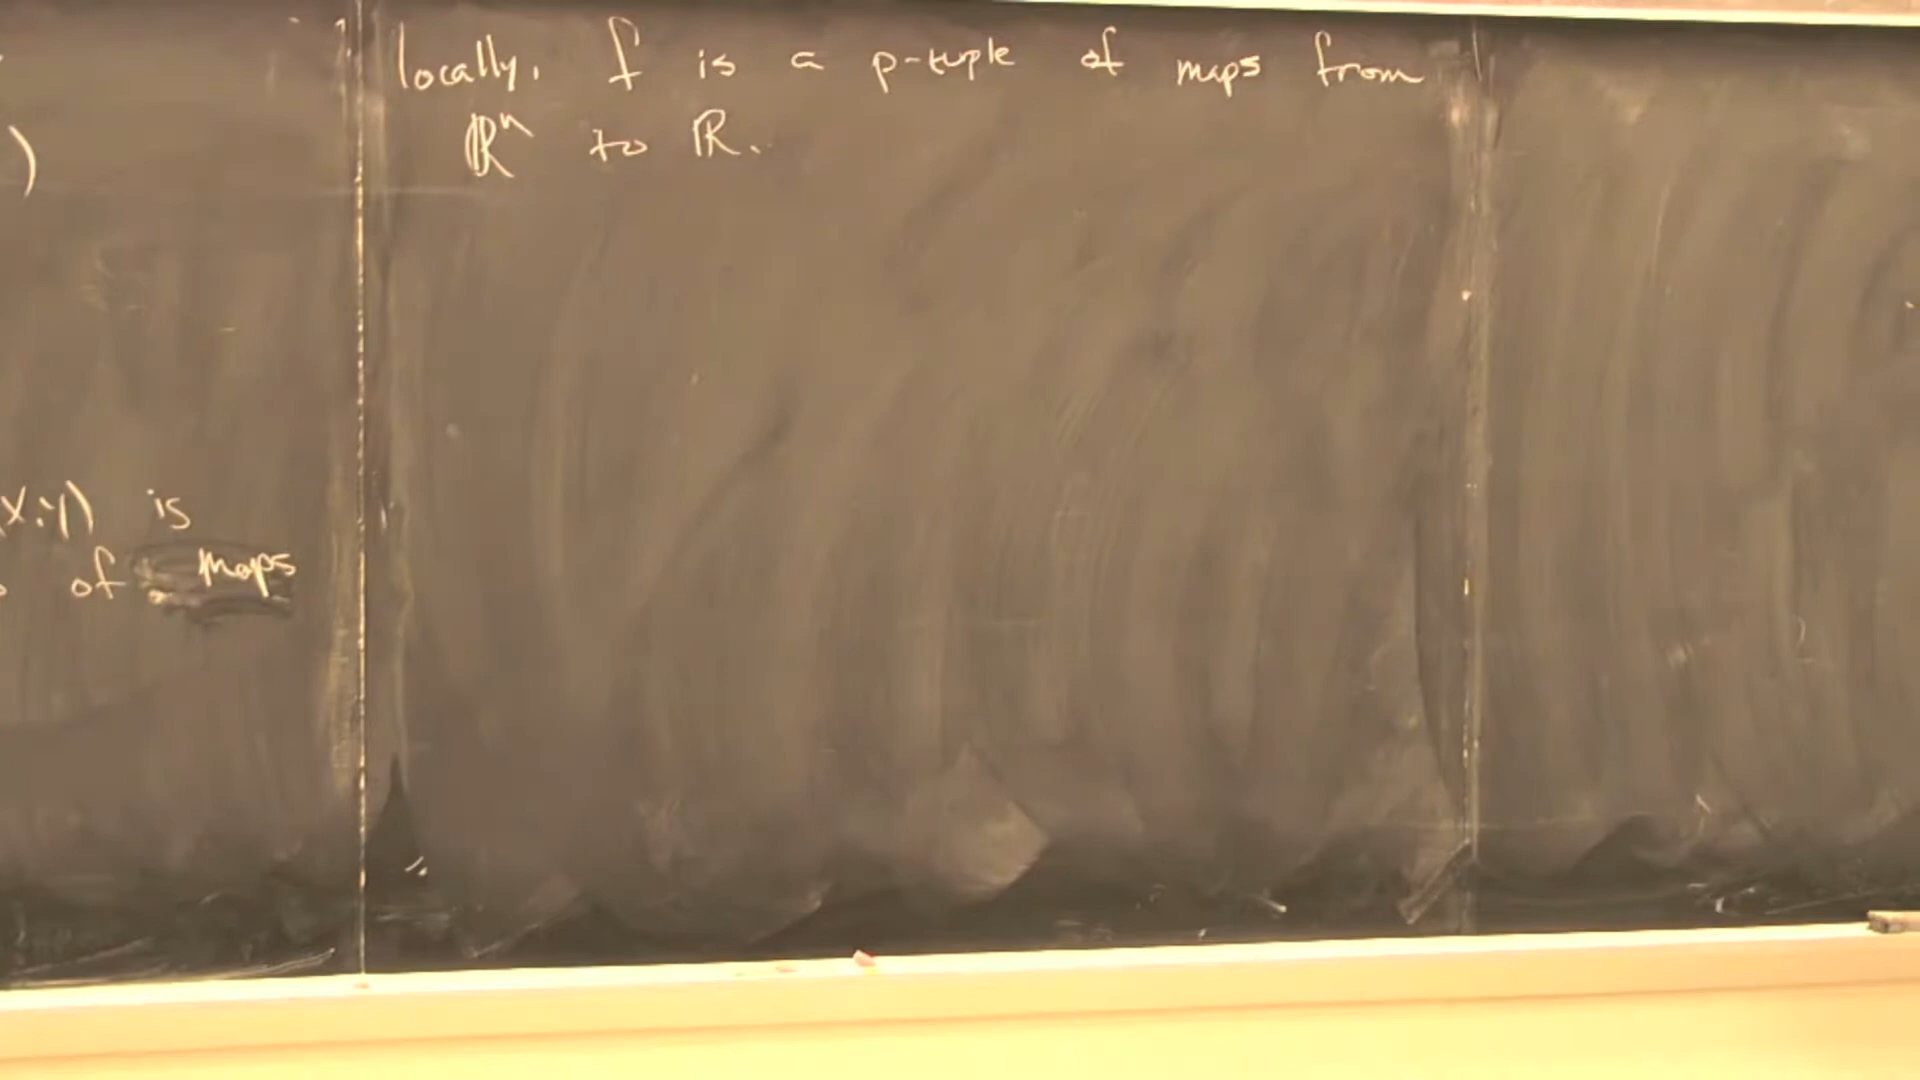 locally, f is a p-tuple of maps from
ℝⁿ to ℝ.
)
(X,Y) is
of maps